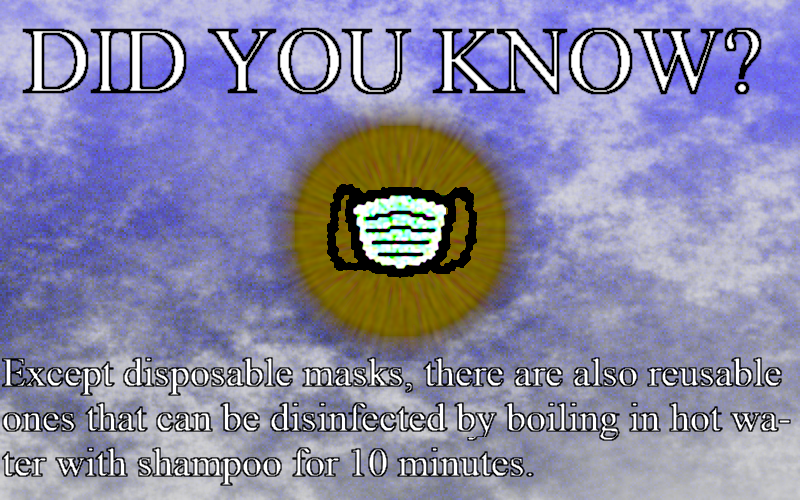 DID YOU KNOW?
Except disposable masks, there are also reusable
ones that can be disinfected by boiling in hot wa-
ter with shampoo for 10 minutes.